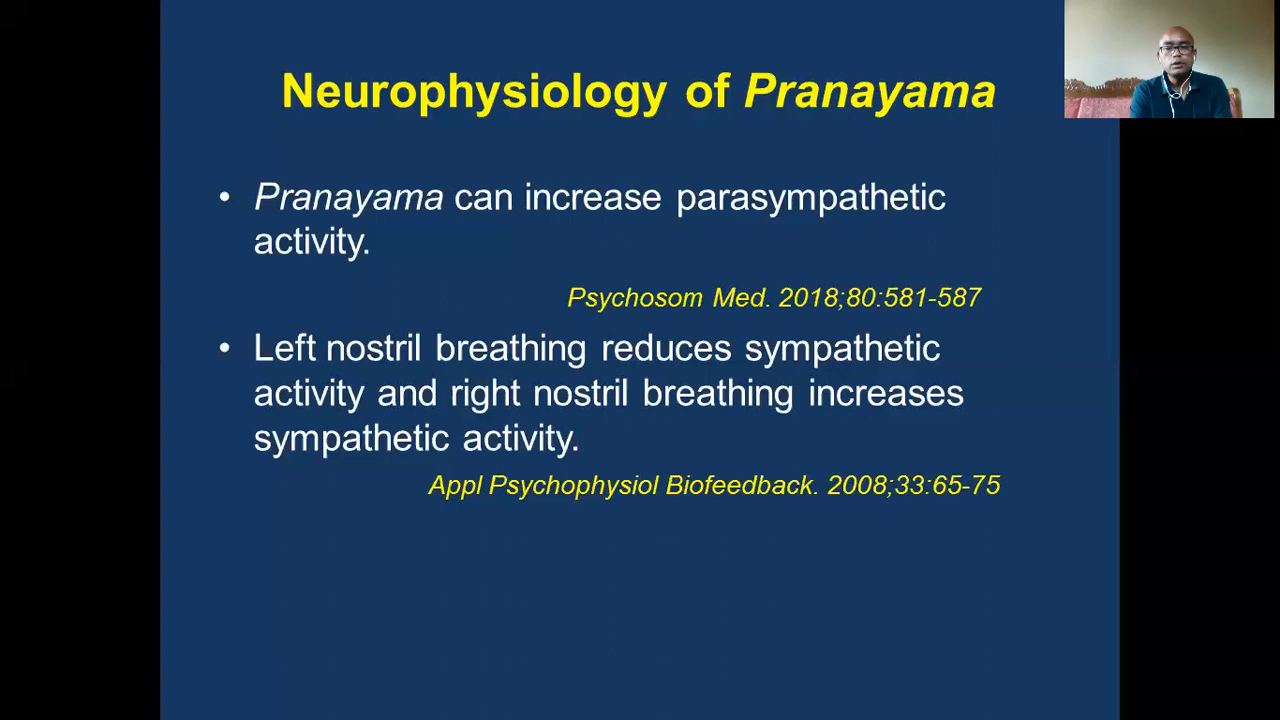 Neurophysiology of Pranayama
• Pranayama can increase parasympathetic
activity.
Psychosom Med. 2018;80:581-587
• Left nostril breathing reduces sympathetic
activity and right nostril breathing increases
sympathetic activity.
Appl Psychophysiol Biofeedback. 2008;33:65-75